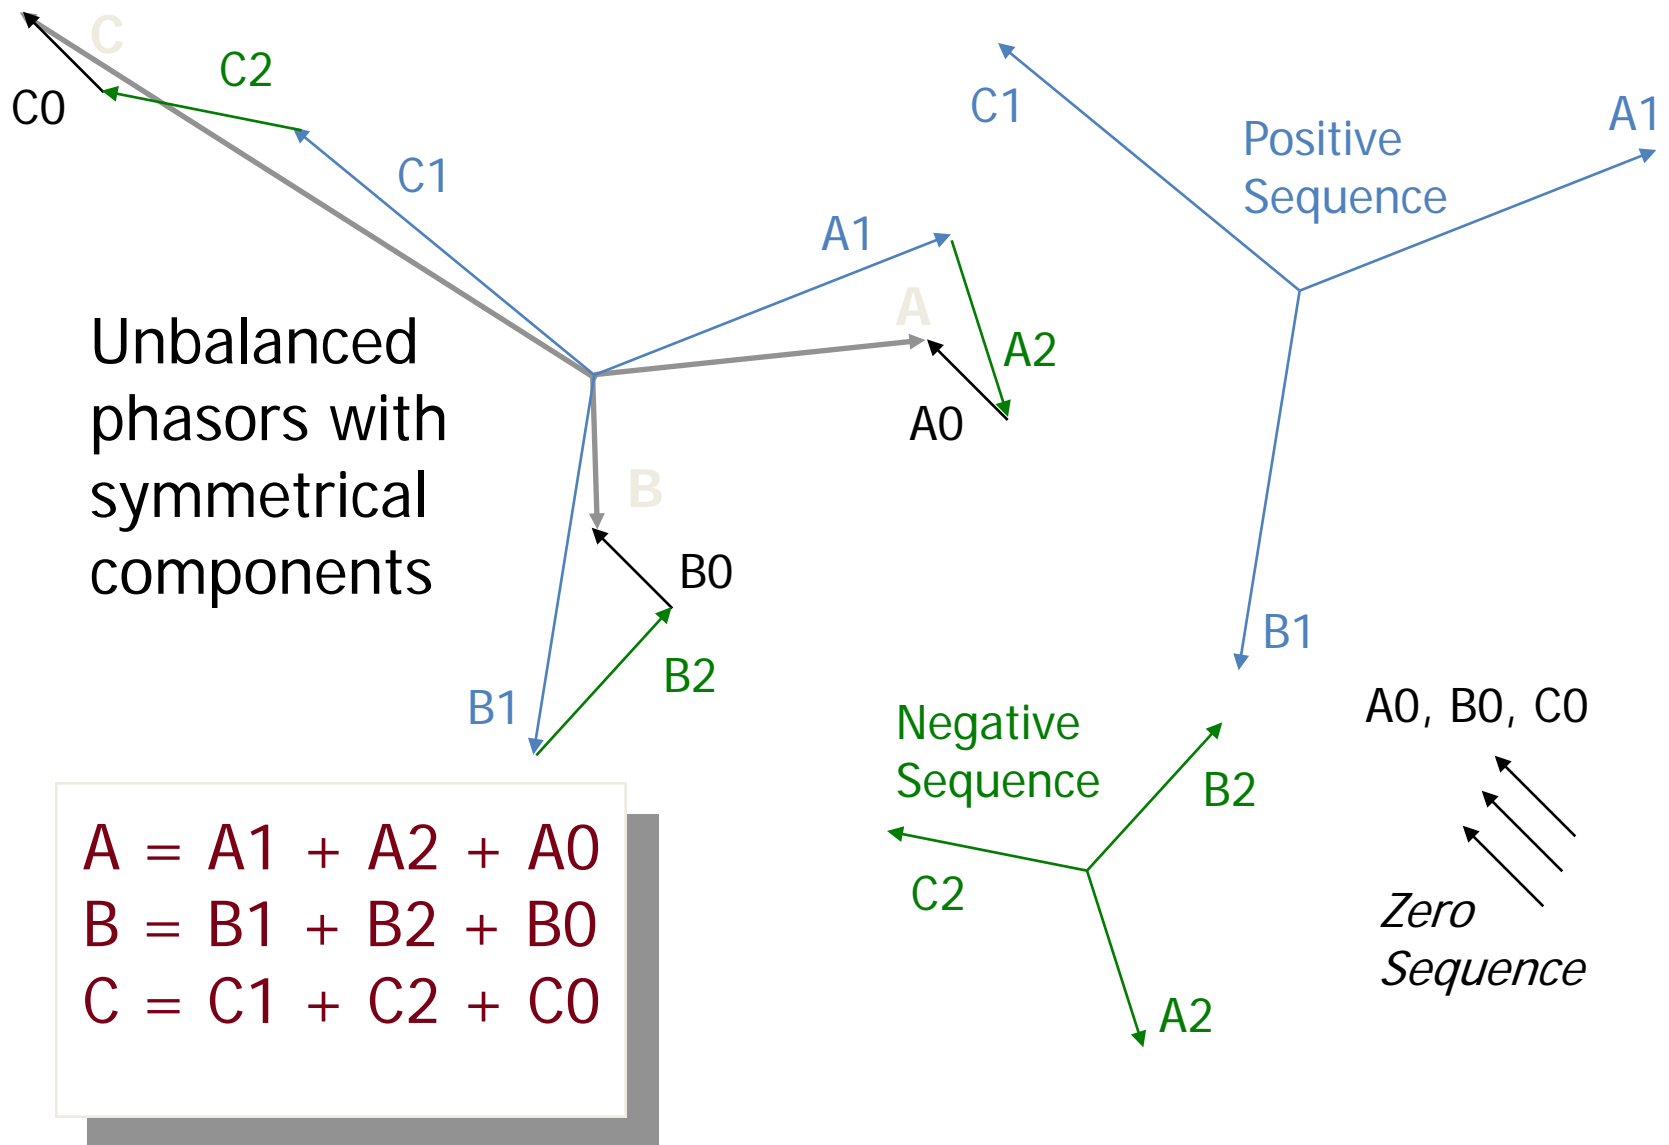 C
C2
C0
C1
A1
A
A2
A0
B
B0
B2
B1
Unbalanced
phasors with
symmetrical
components
C1
Positive
Sequence
A1
B1
Negative
Sequence
B2
C2
A2
A0, B0, C0
Zero
Sequence
A = A1 + A2 + A0
B = B1 + B2 + B0
C = C1 + C2 + C0